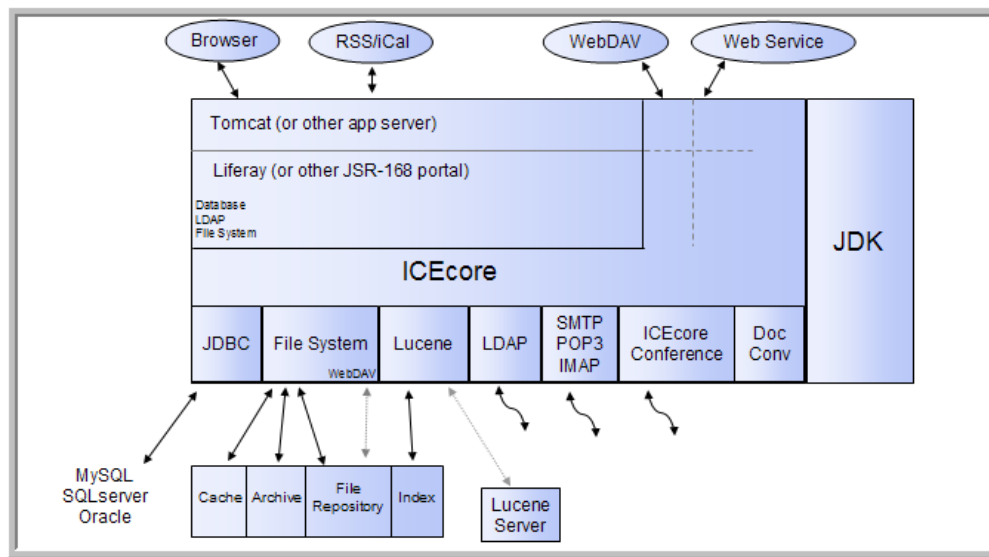 Browser
RSS/iCal
WebDAV
Web Service
Tomcat (or other app server)
Liferay (or other JSR-168 portal)
Database
LDAP
File System
JDK
ICEcore
JDBC
File System
WebDAV
Lucene
LDAP
SMTP
POP3
IMAP
ICEcore
Conference
Doc
Conv
MySQL
SQLserver
Oracle
Cache
Archive
File
Repository
Index
Lucene
Server